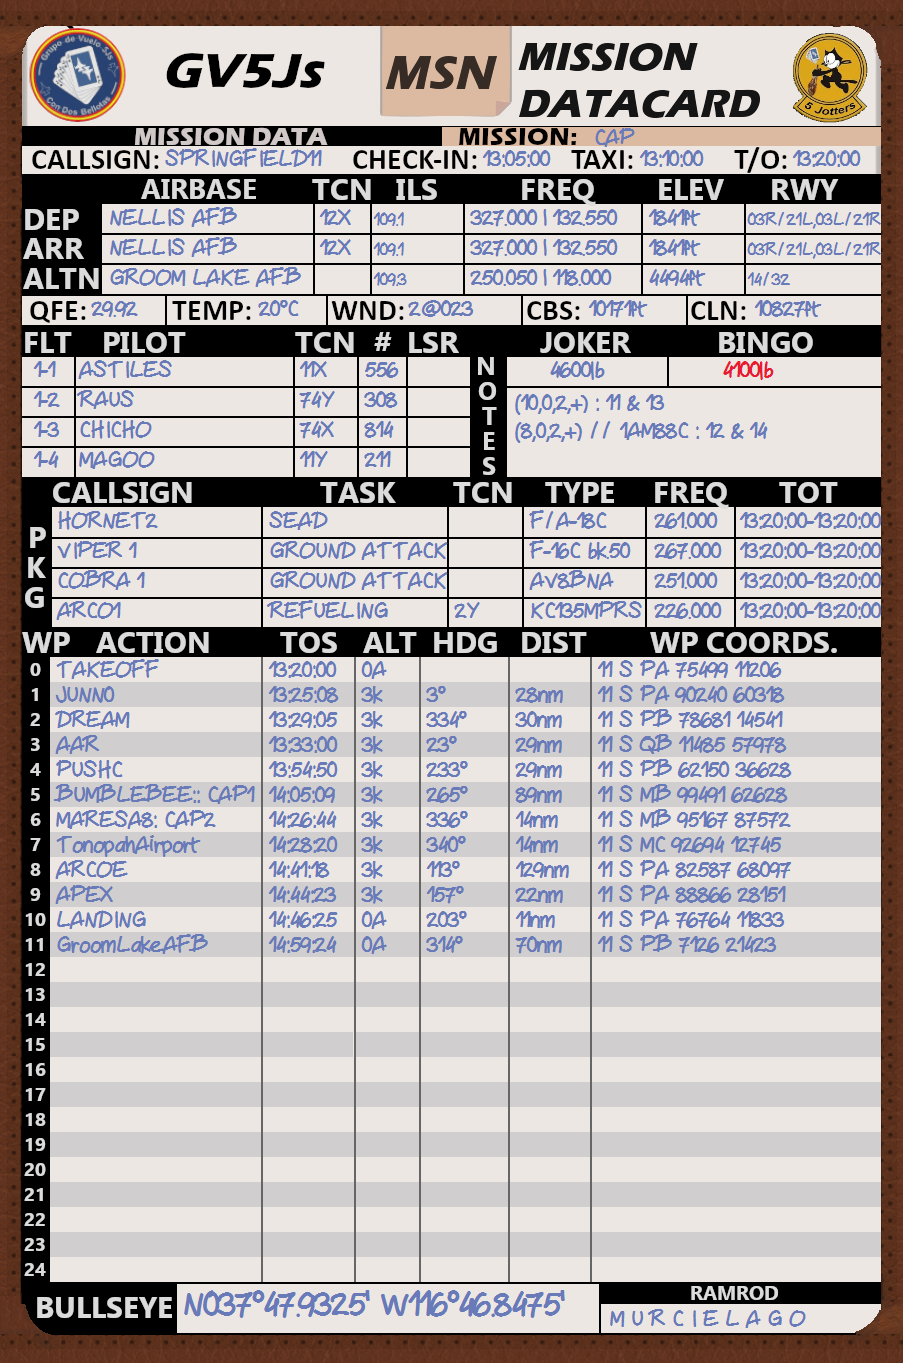 Grupo de Vuelo 5Js
Con Dos Bellotas
GV5Js MSN MISSION DATACARD
5 Jotters
MISSION DATA MISSION: CAP
CALLSIGN: SPRINGFIELD11 CHECK-IN: 13:05:00 TAXI: 13:10:00 T/O: 13:20:00
AIRBASE TCN ILS FREQ ELEV RWY
DEP NELLIS AFB 12X 109.1 327.000 | 132.550 1841ft 03R/21L,03L/21R
ARR NELLIS AFB 12X 109.1 327.000 | 132.550 1841ft 03R/21L,03L/21R
ALTN GROOM LAKE AFB 109.3 250.050 | 118.000 4494ft 14/32
QFE: 29.92 TEMP: 20°C WND: 2@023 CBS: 10171ft CLN: 10827ft
FLT PILOT TCN # LSR NOTES JOKER BINGO
1-1 ASTILES 11X 556 4600lb 4100lb
1-2 RAUS 74Y 308 (10,0,2,+) : 11 & 13
1-3 CHICHO 74X 814 (8,0,2,+) // 1AM88C : 12 & 14
1-4 MAGOO 11Y 211
PKG CALLSIGN TASK TCN TYPE FREQ TOT
HORNET2 SEAD F/A-18C 261.000 13:20:00-13:20:00
VIPER 1 GROUND ATTACK F-16C bk.50 267.000 13:20:00-13:20:00
COBRA 1 GROUND ATTACK AV8BNA 251.000 13:20:00-13:20:00
ARCO1 REFUELING 2Y KC135MPRS 226.000 13:20:00-13:20:00
WP ACTION TOS ALT HDG DIST WP COORDS.
0 TAKEOFF 13:20:00 0A 11 S PA 75499 11206
1 JUNNO 13:25:08 3k 3° 28nm 11 S PA 90240 60318
2 DREAM 13:29:05 3k 334° 30nm 11 S PB 78681 14541
3 AAR 13:33:00 3k 23° 29nm 11 S QB 11485 57978
4 PUSHC 13:54:50 3k 233° 29nm 11 S PB 62150 36628
5 BUMBLEBEE:: CAP1 14:05:09 3k 265° 89nm 11 S MB 99491 62628
6 MARESA8: CAP2 14:26:44 3k 336° 14nm 11 S MB 95167 87572
7 TonopahAirport 14:28:20 3k 340° 14nm 11 S MC 92694 12745
8 ARCOE 14:41:18 3k 113° 129nm 11 S PA 82587 68097
9 APEX 14:44:23 3k 157° 22nm 11 S PA 88866 28151
10 LANDING 14:46:25 0A 203° 11nm 11 S PA 76764 11833
11 GroomLakeAFB 14:59:24 0A 314° 70nm 11 S PB 7126 21423
12
13
14
15
16
17
18
19
20
21
22
23
24
BULLSEYE N037°47.9325' W116°46.8475' RAMROD
MURCIELAGO